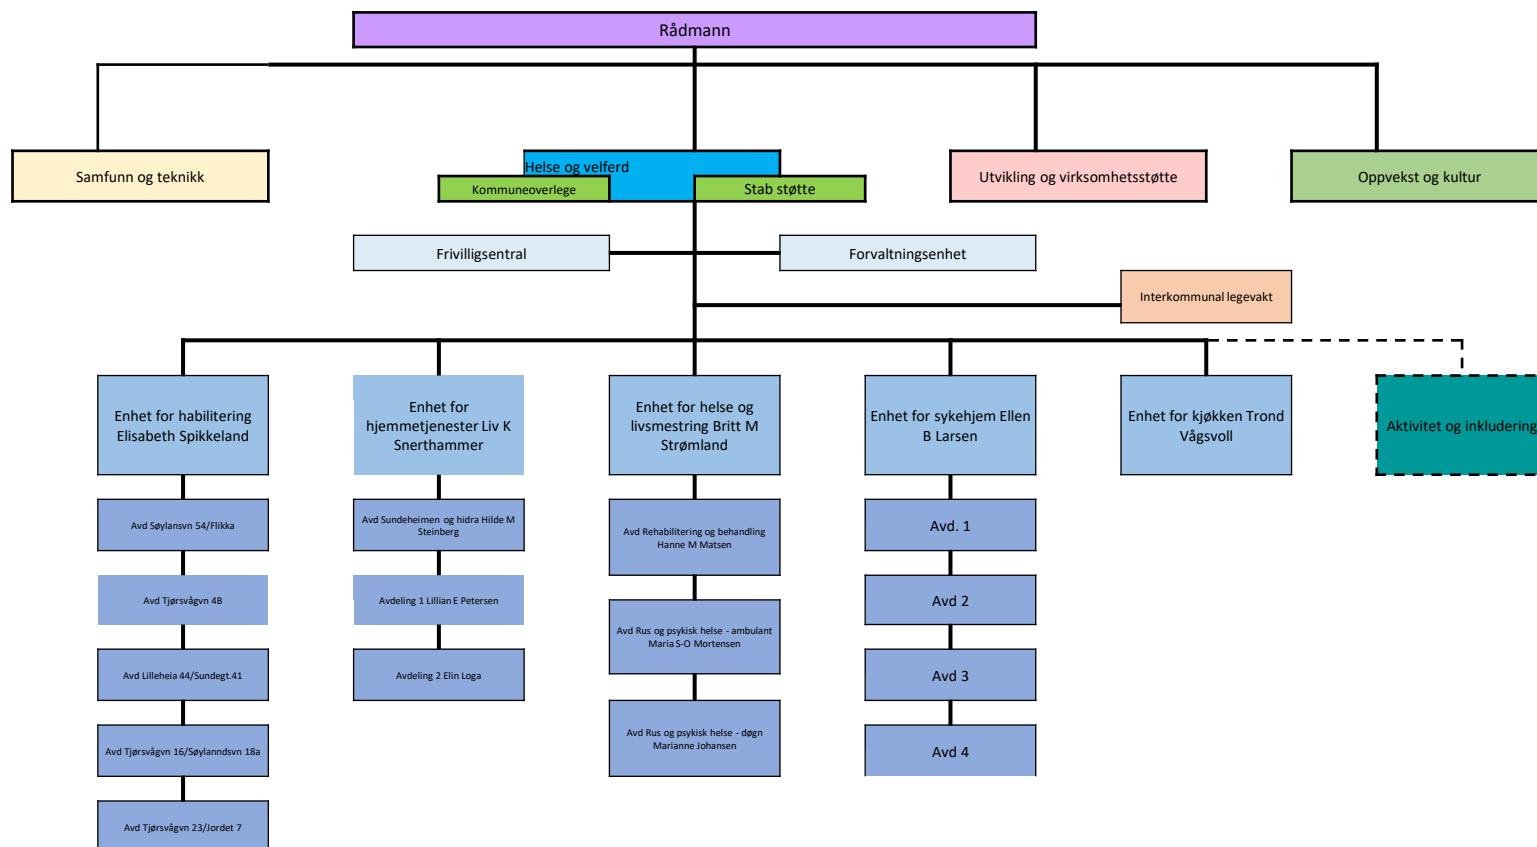 Rådmann
Samfunn og teknikk
Helse og velferd
Kommuneoverlege
Stab støtte
Utvikling og virksomhetsstøtte
Oppvekst og kultur
Frivilligsentral
Forvaltningsenhet
Interkommunal legevakt
Enhet for habilitering
Elisabeth Spikkeland
Enhet for
hjemmetjenester Liv K
Snerthammer
Enhet for helse og
livsmestring Britt M
Strømland
Enhet for sykehjem Ellen
B Larsen
Enhet for kjøkken Trond
Vågsvoll
Aktivitet og inkludering
Avd Søylansvn 54/Flikka
Avd Tjørsvågvn 4B
Avd Lilleheia 44/Sundegt.41
Avd Tjørsvågvn 16/Søylanndsvn 18a
Avd Tjørsvågvn 23/Jordet 7
Avd Sundeheimen og hidra Hilde M
Steinberg
Avdeling 1 Lillian E Petersen
Avdeling 2 Elin Loga
Avd Rehabilitering og behandling
Hanne M Matsen
Avd Rus og psykisk helse - ambulant
Maria S-O Mortensen
Avd Rus og psykisk helse - døgn
Marianne Johansen
Avd. 1
Avd 2
Avd 3
Avd 4